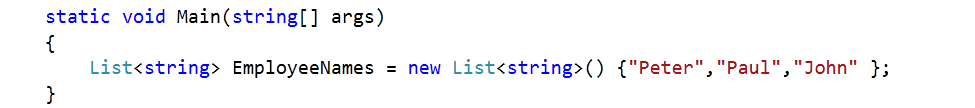 static void Main(string[] args)
{
    List<string> EmployeeNames = new List<string>() {"Peter","Paul","John" };
}